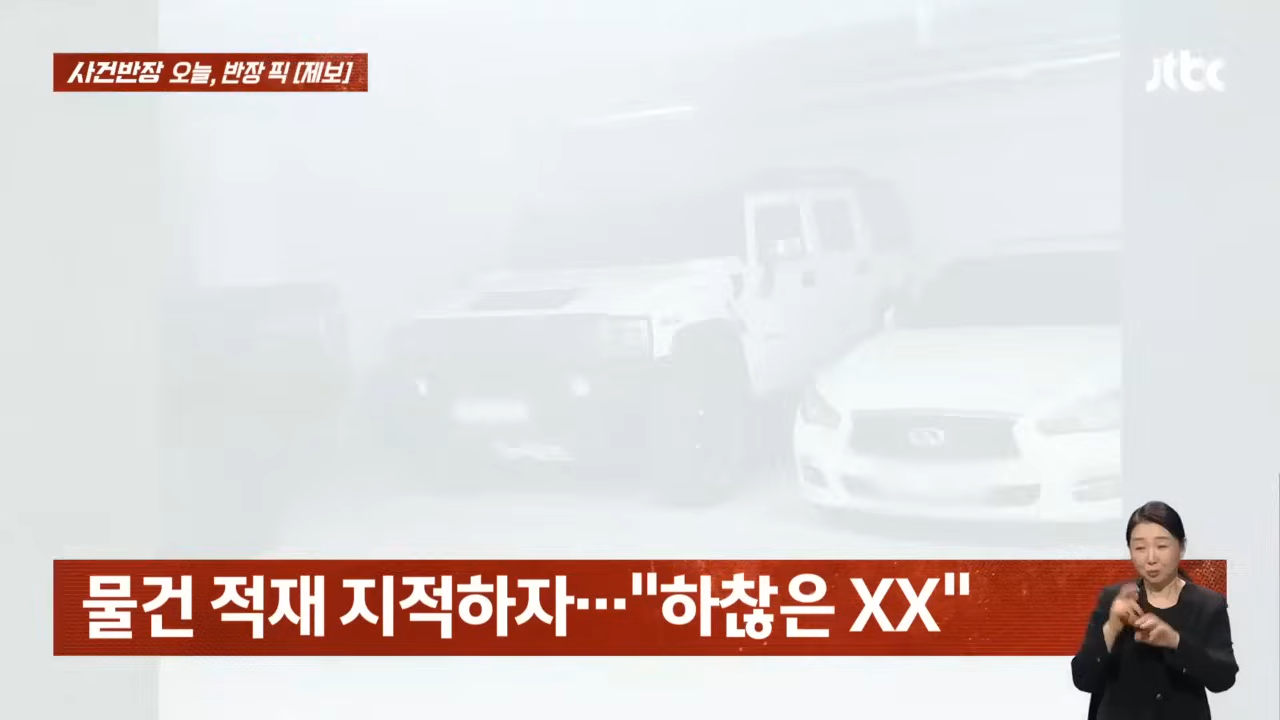 사건반장 오늘, 반장 픽 [제보]
jtbc
물건 적재 지적하자…"하찮은 XX"